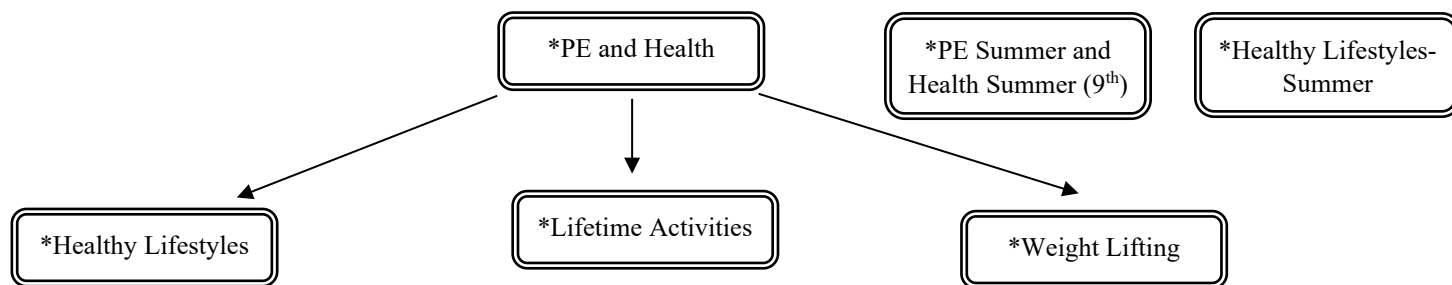 *PE and Health
*PE Summer and
Health Summer (9th)
*Healthy Lifestyles-
Summer
*Healthy Lifestyles
*Lifetime Activities
*Weight Lifting